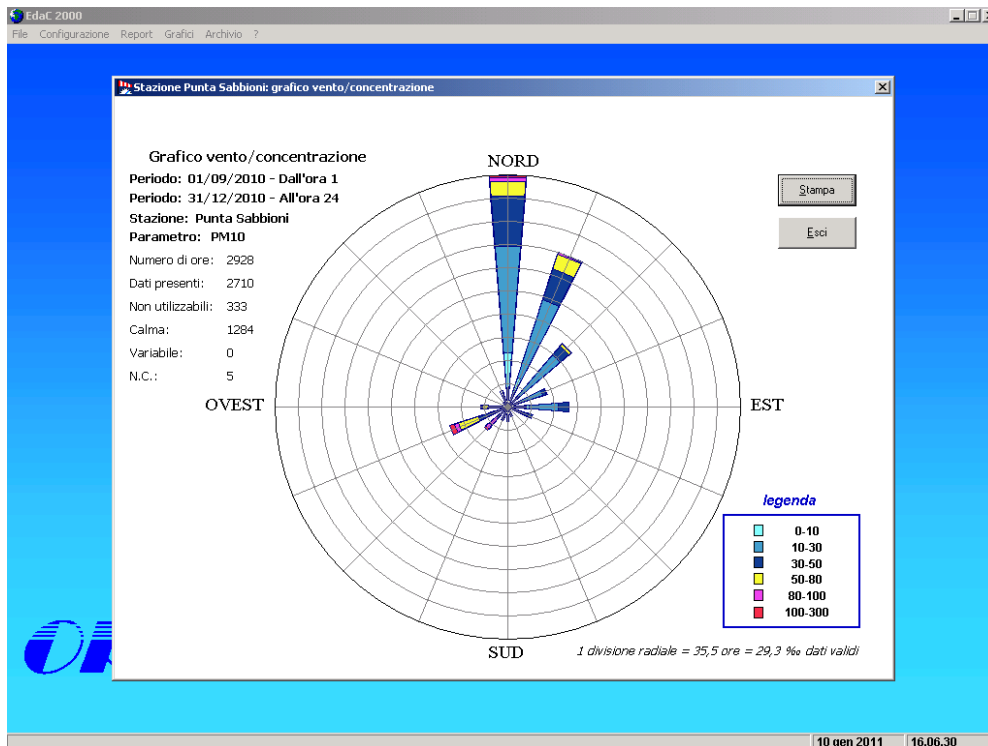 EdaC 2000
File Configurazione Report Grafici Archivio ?
Stazione Punta Sabbioni: grafico vento/concentrazione
Grafico vento/concentrazione
Periodo: 01/09/2010 - Dall'ora 1
Periodo: 31/12/2010 - All'ora 24
Stazione: Punta Sabbioni
Parametro: PM10
Numero di ore: 2928
Dati presenti: 2710
Non utilizzabili: 333
Calma: 1284
Variabile: 0
N.C.: 5
NORD
OVEST
EST
SUD
Stampa
Esci
legenda
0-10
10-30
30-50
50-80
80-100
100-300
1 divisione radiale = 35,5 ore = 29,3 ‰ dati validi
10 gen 2011 16.06.30